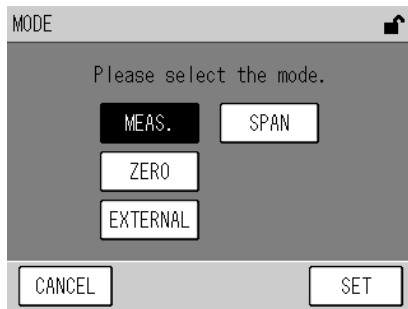 MODE
Please select the mode.
MEAS. SPAN
ZERO
EXTERNAL
CANCEL SET